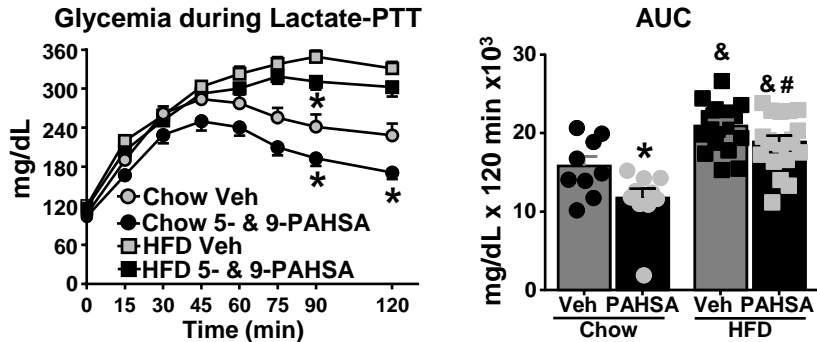 Glycemia during Lactate-PTT
mg/dL
360
300
240
180
120
60
0
15
30
45
60
75
90
120
Time (min)
*
*
*
Chow Veh
Chow 5- & 9-PAHSA
HFD Veh
HFD 5- & 9-PAHSA
AUC
mg/dL x 120 min x10³
30
20
10
0
*
&
& #
Veh PAHSA Veh PAHSA
Chow HFD